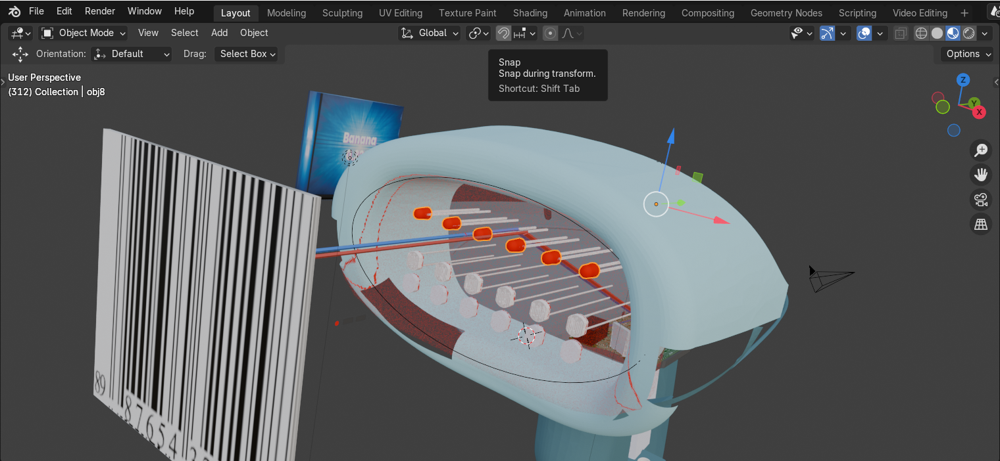 File Edit Render Window Help Layout Modeling Sculpting UV Editing Texture Paint Shading Animation Rendering Compositing Geometry Nodes Scripting Video Editing +
Object Mode View Select Add Object Global
Orientation: Default Drag: Select Box Options
Snap
Snap during transform.
Shortcut: Shift Tab
User Perspective
(312) Collection | obj8
Z
Y
X
Banana
89
87654